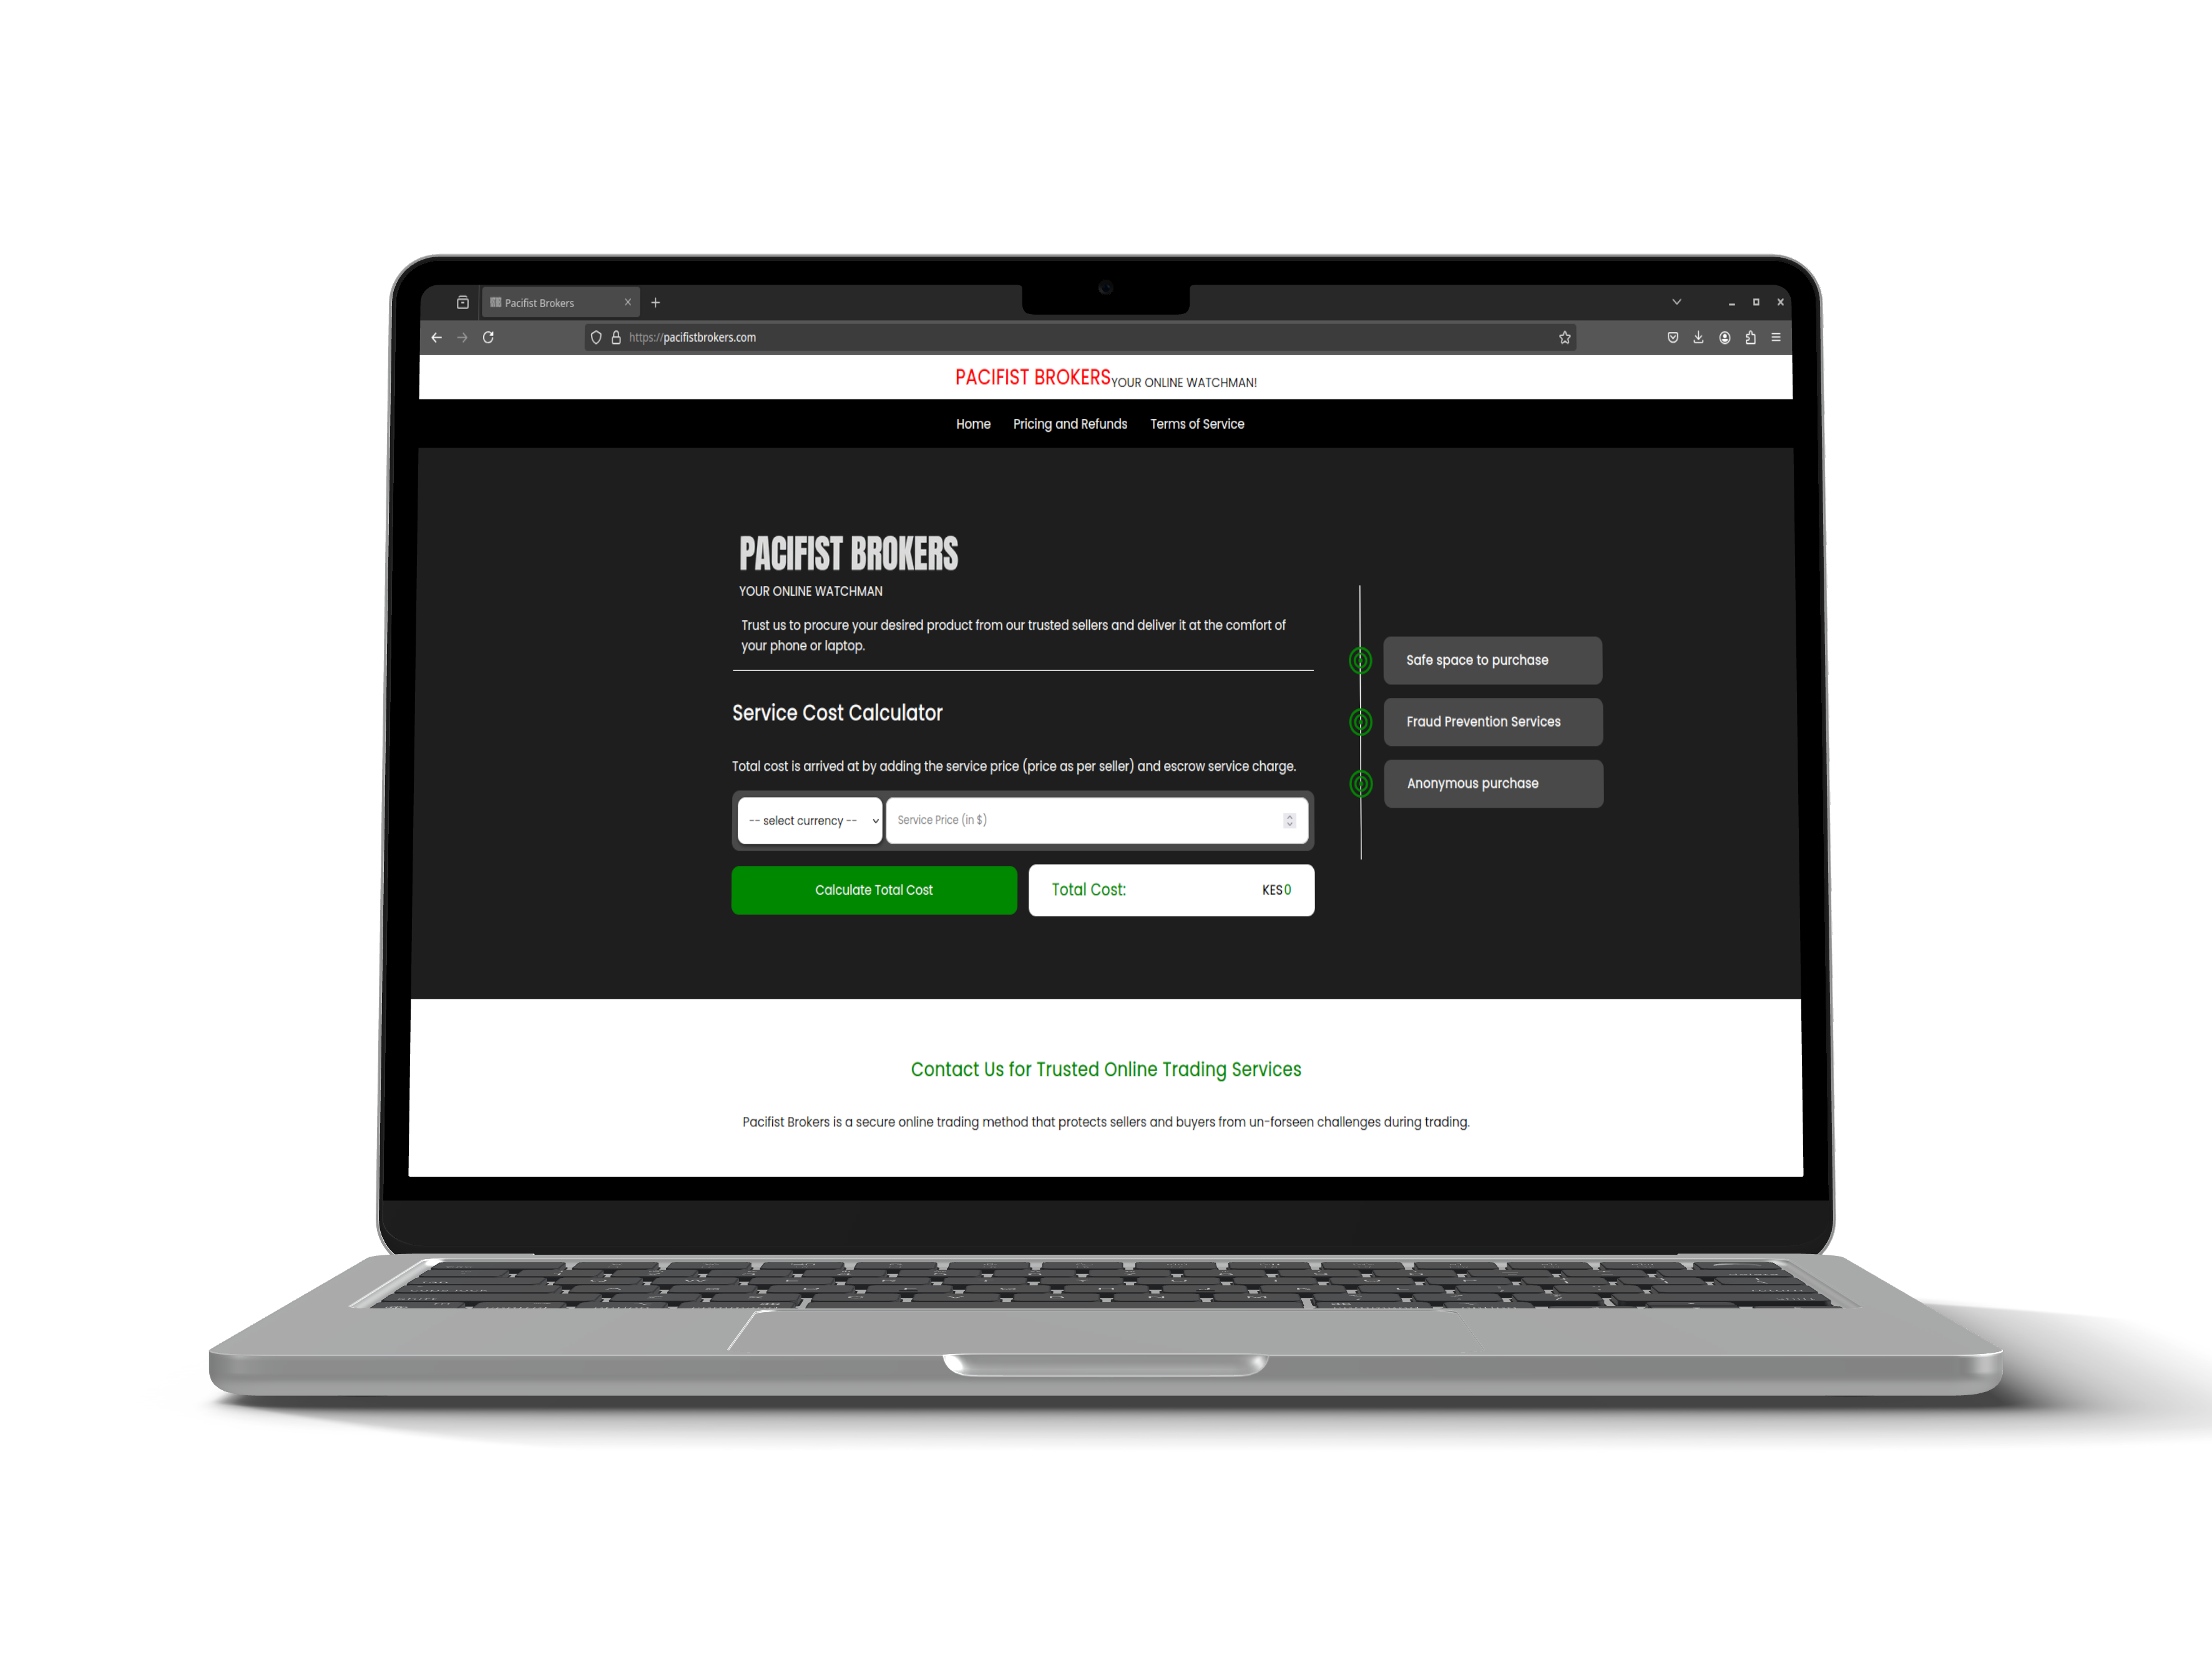 Pacifist Brokers
https://pacifistbrokers.com
PACIFIST BROKERS YOUR ONLINE WATCHMAN!
Home Pricing and Refunds Terms of Service
PACIFIST BROKERS
YOUR ONLINE WATCHMAN
Trust us to procure your desired product from our trusted sellers and deliver it at the comfort of
your phone or laptop.
Service Cost Calculator
Total cost is arrived at by adding the service price (price as per seller) and escrow service charge.
-- select currency -- Service Price (in $)
Calculate Total Cost Total Cost: KES 0
Safe space to purchase
Fraud Prevention Services
Anonymous purchase
Contact Us for Trusted Online Trading Services
Pacifist Brokers is a secure online trading method that protects sellers and buyers from un-forseen challenges during trading.